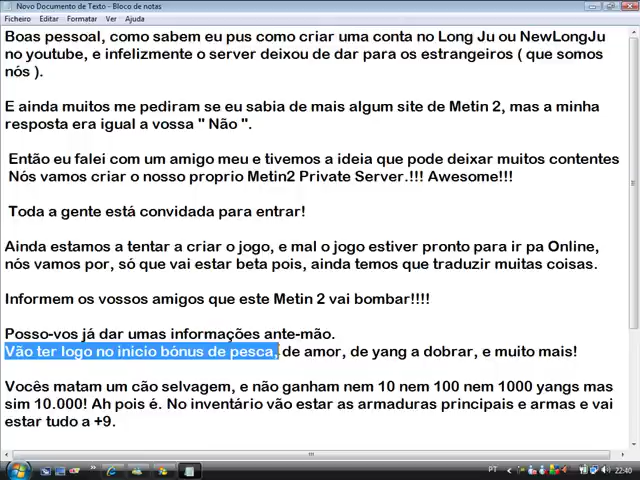 Novo Documento de Texto - Bloco de notas
Ficheiro Editar Formatar Ver Ajuda
Boas pessoal, como sabem eu pus como criar uma conta no Long Ju ou NewLongJu
no youtube, e infelizmente o server deixou de dar para os estrangeiros ( que somos
nós ).
E ainda muitos me pediram se eu sabia de mais algum site de Metin 2, mas a minha
resposta era igual a vossa " Não ".
Então eu falei com um amigo meu e tivemos a ideia que pode deixar muitos contentes
Nós vamos criar o nosso proprio Metin2 Private Server.!!! Awesome!!!
Toda a gente está convidada para entrar!
Ainda estamos a tentar a criar o jogo, e mal o jogo estiver pronto para ir pa Online,
nós vamos por, só que vai estar beta pois, ainda temos que traduzir muitas coisas.
Informem os vossos amigos que este Metin 2 vai bombar!!!!
Posso-vos já dar umas informações ante-mão.
Vão ter logo no inicio bónus de pesca, de amor, de yang a dobrar, e muito mais!
Vocês matam um cão selvagem, e não ganham nem 10 nem 100 nem 1000 yangs mas
sim 10.000! Ah pois é. No inventário vão estar as armaduras principais e armas e vai
estar tudo a +9.
PT
22:40